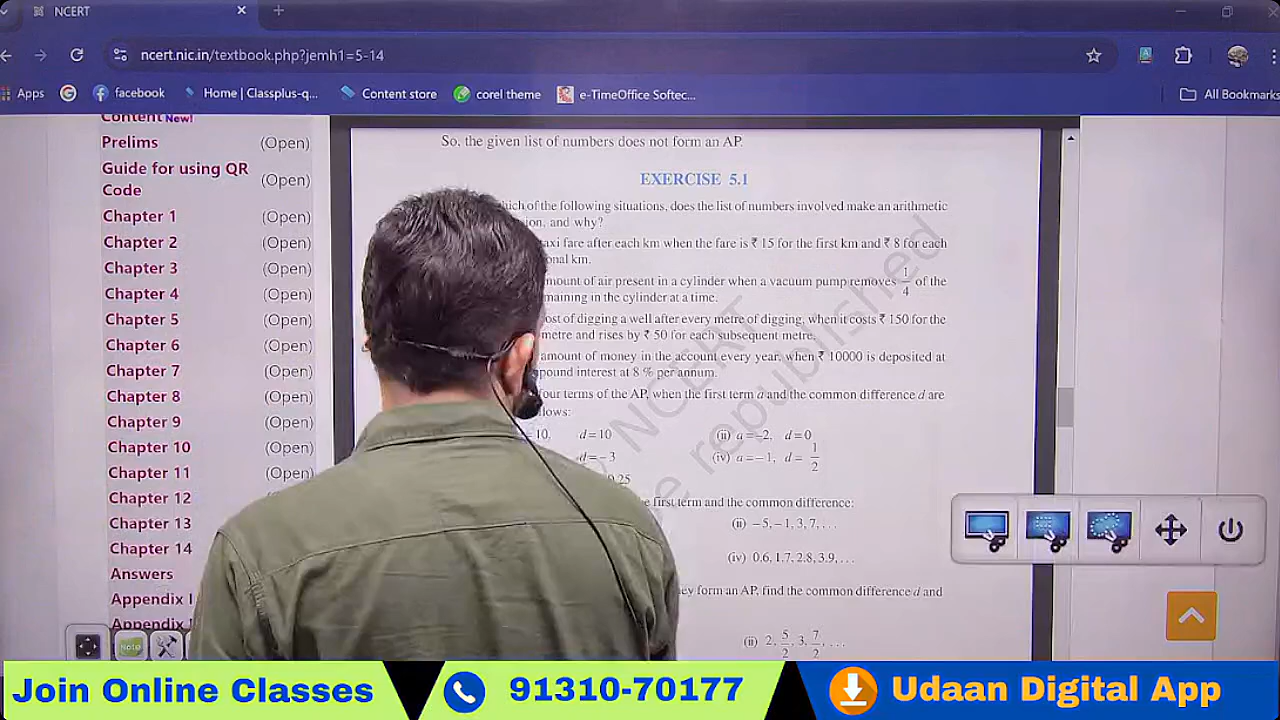 NCERT
ncert.nic.in/textbook.php?jemh1=5-14
Apps
facebook
Home | Classplus-q...
Content store
corel theme
e-TimeOffice Softec...
All Bookmarks
Content New!
Prelims (Open)
Guide for using QR Code (Open)
Chapter 1 (Open)
Chapter 2 (Open)
Chapter 3 (Open)
Chapter 4 (Open)
Chapter 5 (Open)
Chapter 6 (Open)
Chapter 7 (Open)
Chapter 8 (Open)
Chapter 9 (Open)
Chapter 10 (Open)
Chapter 11 (Open)
Chapter 12
Chapter 13
Chapter 14
Answers
Appendix I
Appendix
So, the given list of numbers does not form an AP.
EXERCISE 5.1
of the following situations, does the list of numbers involved make an arithmetic
and why?
fare after each km when the fare is ₹ 15 for the first km and ₹ 8 for each
km.
of air present in a cylinder when a vacuum pump removes 1/4 of the
in the cylinder at a time.
of digging a well after every metre of digging, when it costs ₹ 150 for the
metre and rises by ₹ 50 for each subsequent metre.
amount of money in the account every year, when ₹ 10000 is deposited at
interest at 8 % per annum.
four terms of the AP, when the first term a and the common difference d are
= 10, d = 10 (ii) a = –2, d = 0
d = – 3 (iv) a = – 1, d = 1/2
the first term and the common difference:
(ii) – 5, – 1, 3, 7, . . .
(iv) 0.6, 1.7, 2.8, 3.9, . . .
form an AP, find the common difference d and
(ii) 2, 5/2, 3, 7/2, . . .
NCERT
republished
Note
Join Online Classes
91310-70177
Udaan Digital App